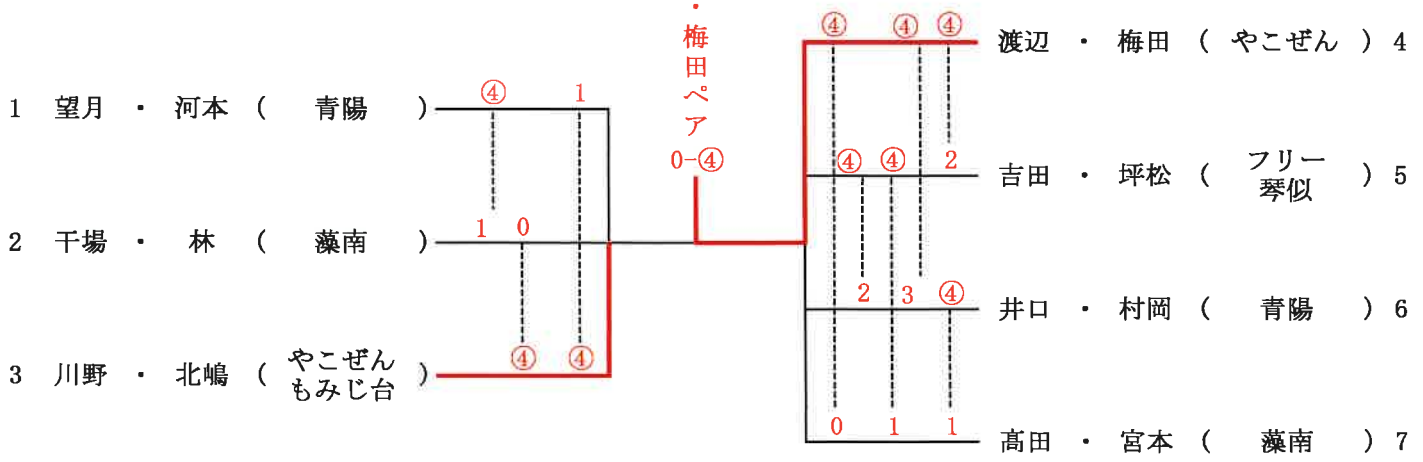 ・梅田ペア
0-④
1 望月 ・ 河本 ( 青陽 )
④ 1
2 干場 ・ 林 ( 藻南 )
1 0
3 川野 ・ 北嶋 ( やこぜん もみじ台 )
④ ④
④ ④ ④
渡辺 ・ 梅田 ( やこぜん ) 4
④ ④ 2
吉田 ・ 坪松 ( フリー 琴似 ) 5
2 3 ④
井口 ・ 村岡 ( 青陽 ) 6
0 1 1
髙田 ・ 宮本 ( 藻南 ) 7